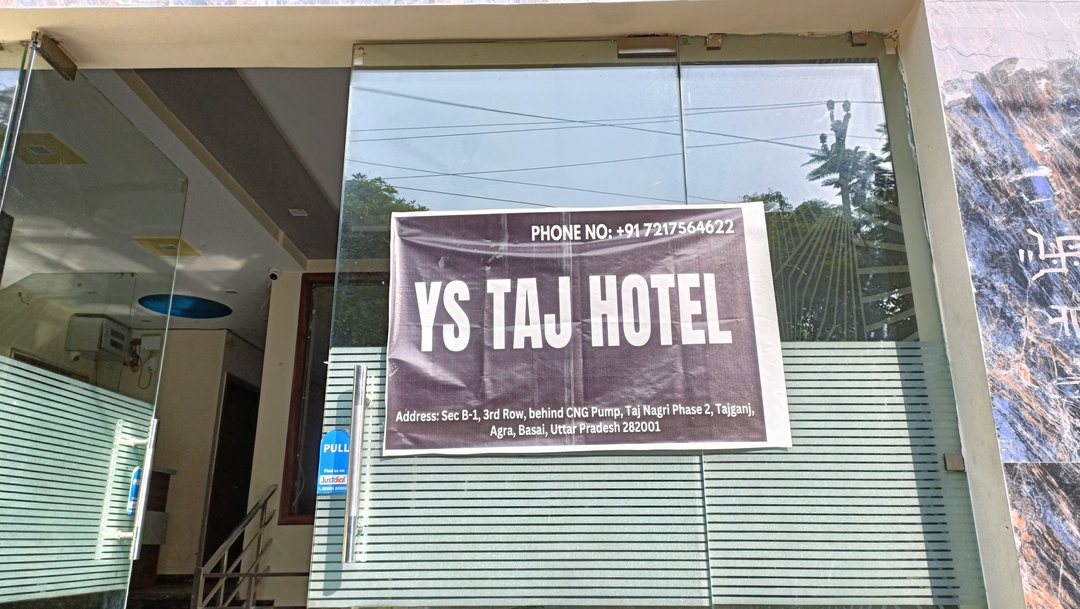 PHONE NO: +91 7217564622
YS TAJ HOTEL
Address: Sec B-1, 3rd Row, behind CNG Pump, Taj Nagri Phase 2, Tajganj,
Agra, Basai, Uttar Pradesh 282001
PULL
Find us on
Justdial